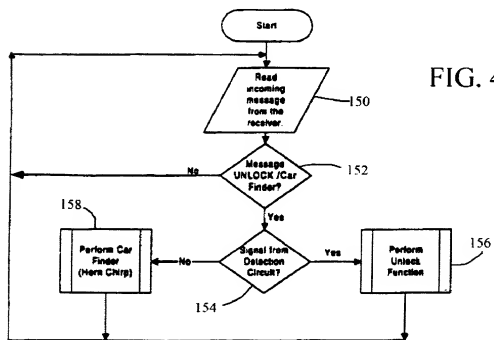 Start
Read
incoming
message
from the
receiver.
150
FIG. 4
Message
UNLOCK /Car
Finder?
152
No
Yes
158
Perform Car
Finder
(Horn Chirp)
No
Signal from
Detection
Circuit?
154
Yes
Perform
Unlock
Function
156